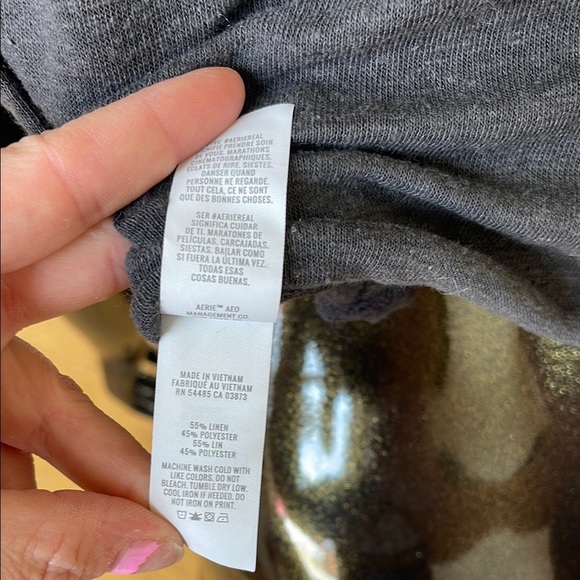 #AERIEREAL
PRENDRE SOIN
DE VOUS. MARATHONS
CINÉMATOGRAPHIQUES,
ÉCLATS DE RIRE, SIESTES.
DANSER QUAND
PERSONNE NE REGARDE.
TOUT CELA, CE NE SONT
QUE DES BONNES CHOSES.
SER #AERIEREAL
SIGNIFICA CUIDAR
DE TI. MARATONES DE
PELÍCULAS, CARCAJADAS,
SIESTAS. BAILAR COMO
SI FUERA LA ÚLTIMA VEZ.
TODAS ESAS
COSAS BUENAS.
AERIE™ AEO
MANAGEMENT CO.
MADE IN VIETNAM
FABRIQUÉ AU VIETNAM
RN 54485 CA 03873
55% LINEN
45% POLYESTER
55% LIN
45% POLYESTER
MACHINE WASH COLD WITH
LIKE COLORS. DO NOT
BLEACH. TUMBLE DRY LOW.
COOL IRON IF NEEDED. DO
NOT IRON ON PRINT.